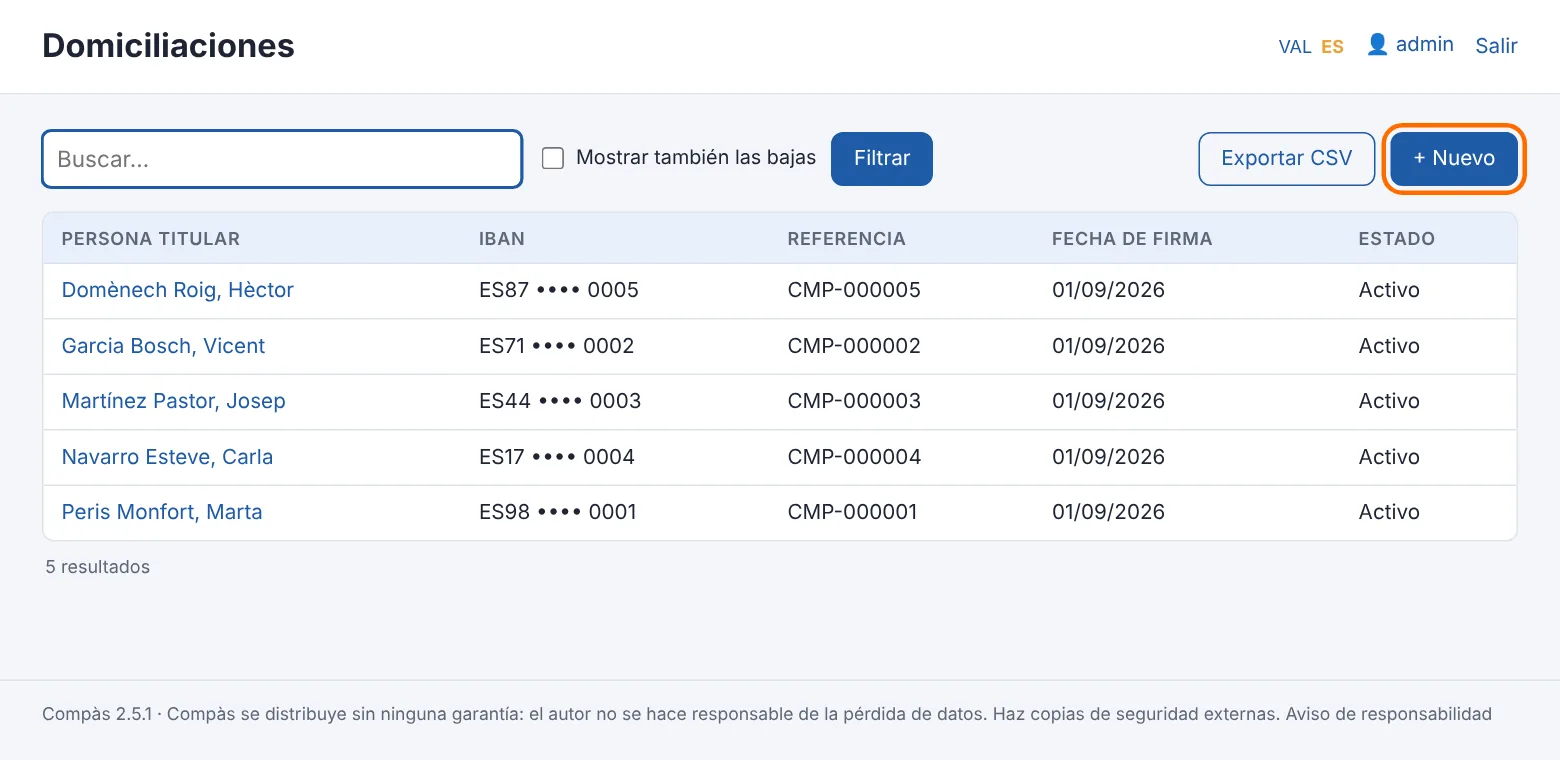 Domiciliaciones
VAL ES admin Salir
Buscar... Mostrar también las bajas Filtrar Exportar CSV + Nuevo
PERSONA TITULAR IBAN REFERENCIA FECHA DE FIRMA ESTADO
Domènech Roig, Hèctor ES87 •••• 0005 CMP-000005 01/09/2026 Activo
Garcia Bosch, Vicent ES71 •••• 0002 CMP-000002 01/09/2026 Activo
Martínez Pastor, Josep ES44 •••• 0003 CMP-000003 01/09/2026 Activo
Navarro Esteve, Carla ES17 •••• 0004 CMP-000004 01/09/2026 Activo
Peris Monfort, Marta ES98 •••• 0001 CMP-000001 01/09/2026 Activo
5 resultados
Compàs 2.5.1 · Compàs se distribuye sin ninguna garantía: el autor no se hace responsable de la pérdida de datos. Haz copias de seguridad externas. Aviso de responsabilidad